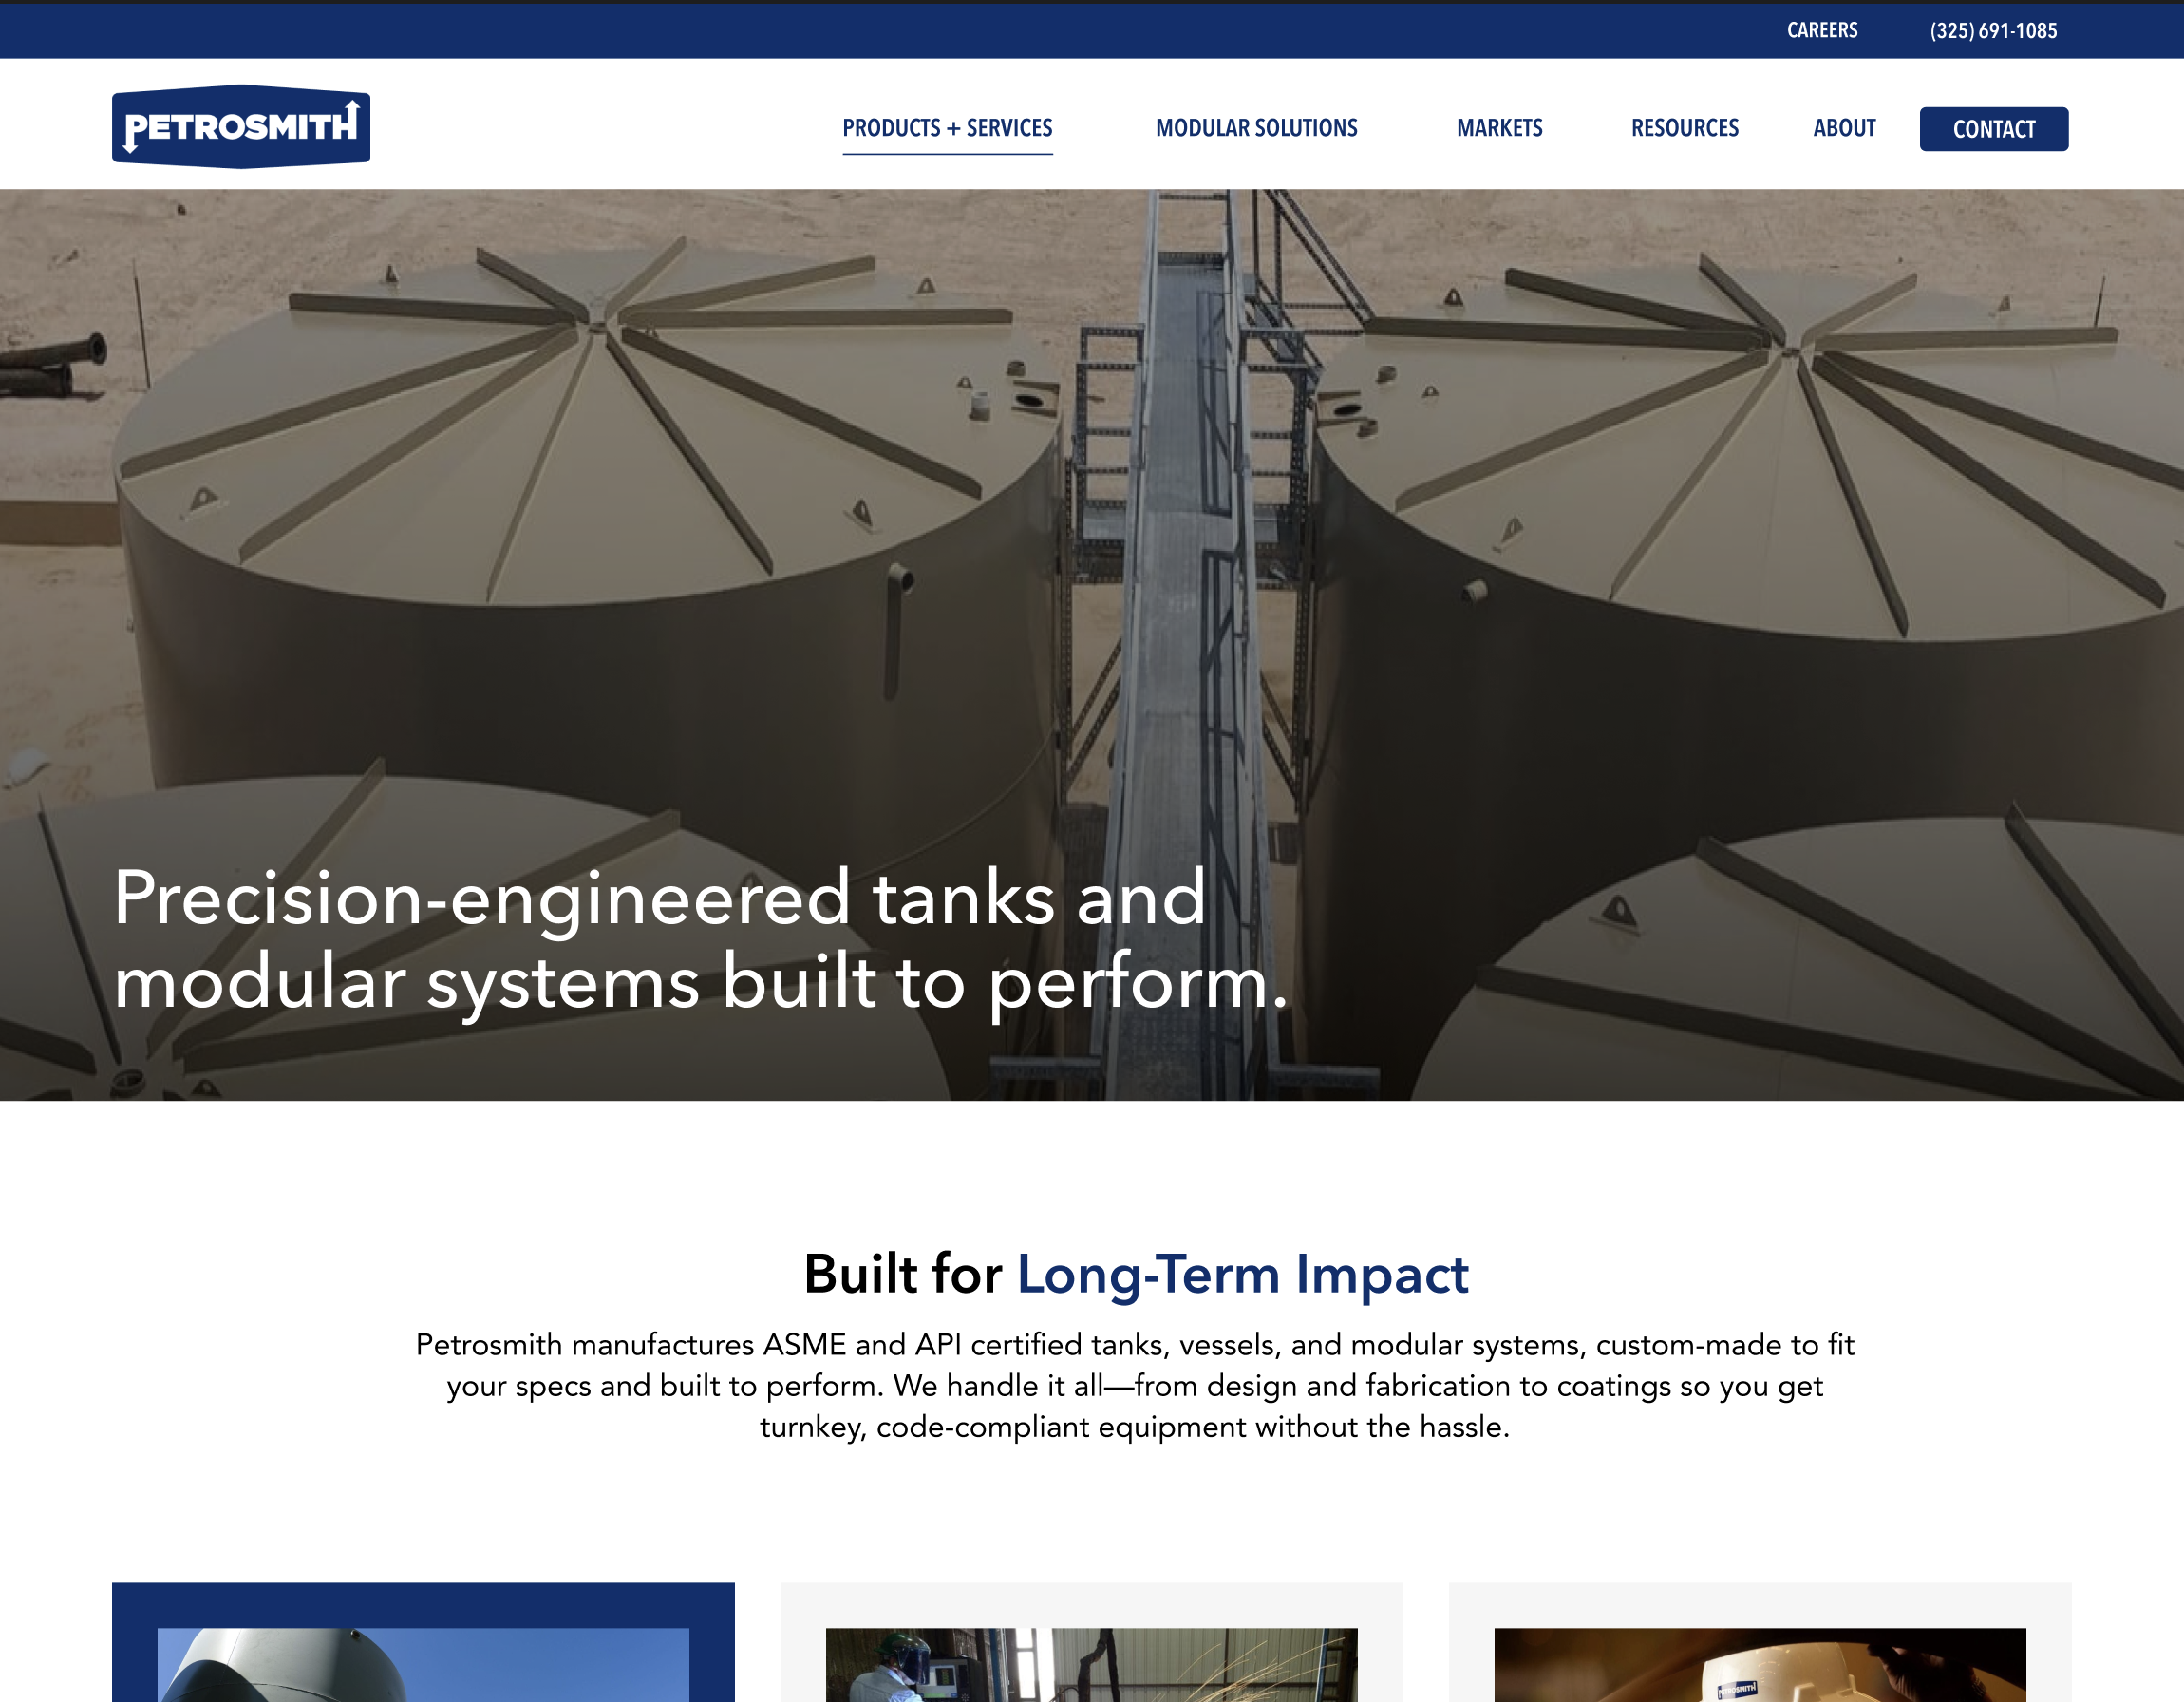 CAREERS
(325) 691-1085
PETROSMITH
PRODUCTS + SERVICES
MODULAR SOLUTIONS
MARKETS
RESOURCES
ABOUT
CONTACT
Precision-engineered tanks and
modular systems built to perform.
Built for Long-Term Impact
Petrosmith manufactures ASME and API certified tanks, vessels, and modular systems, custom-made to fit
your specs and built to perform. We handle it all—from design and fabrication to coatings so you get
turnkey, code-compliant equipment without the hassle.
PETROSMITH